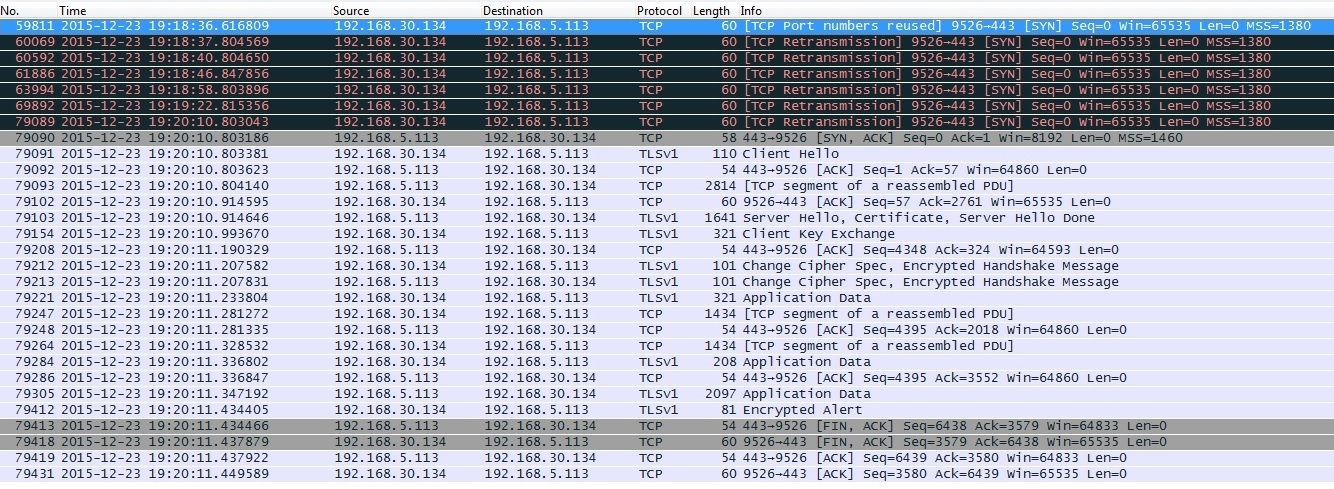 No. Time Source Destination Protocol Length Info
59811 2015-12-23 19:18:36.616809 192.168.30.134 192.168.5.113 TCP 60 [TCP Port numbers reused] 9526→443 [SYN] Seq=0 Win=65535 Len=0 MSS=1380
60069 2015-12-23 19:18:37.804569 192.168.30.134 192.168.5.113 TCP 60 [TCP Retransmission] 9526→443 [SYN] Seq=0 Win=65535 Len=0 MSS=1380
60592 2015-12-23 19:18:40.804650 192.168.30.134 192.168.5.113 TCP 60 [TCP Retransmission] 9526→443 [SYN] Seq=0 Win=65535 Len=0 MSS=1380
61886 2015-12-23 19:18:46.847856 192.168.30.134 192.168.5.113 TCP 60 [TCP Retransmission] 9526→443 [SYN] Seq=0 Win=65535 Len=0 MSS=1380
63994 2015-12-23 19:18:58.803896 192.168.30.134 192.168.5.113 TCP 60 [TCP Retransmission] 9526→443 [SYN] Seq=0 Win=65535 Len=0 MSS=1380
69892 2015-12-23 19:19:22.815356 192.168.30.134 192.168.5.113 TCP 60 [TCP Retransmission] 9526→443 [SYN] Seq=0 Win=65535 Len=0 MSS=1380
79089 2015-12-23 19:20:10.803043 192.168.30.134 192.168.5.113 TCP 60 [TCP Retransmission] 9526→443 [SYN] Seq=0 Win=65535 Len=0 MSS=1380
79090 2015-12-23 19:20:10.803186 192.168.5.113 192.168.30.134 TCP 58 443→9526 [SYN, ACK] Seq=0 Ack=1 Win=8192 Len=0 MSS=1460
79091 2015-12-23 19:20:10.803381 192.168.30.134 192.168.5.113 TLSv1 110 Client Hello
79092 2015-12-23 19:20:10.803623 192.168.5.113 192.168.30.134 TCP 54 443→9526 [ACK] Seq=1 Ack=57 Win=64860 Len=0
79093 2015-12-23 19:20:10.804140 192.168.5.113 192.168.30.134 TCP 2814 [TCP segment of a reassembled PDU]
79102 2015-12-23 19:20:10.914595 192.168.30.134 192.168.5.113 TCP 60 9526→443 [ACK] Seq=57 Ack=2761 Win=65535 Len=0
79103 2015-12-23 19:20:10.914646 192.168.5.113 192.168.30.134 TLSv1 1641 Server Hello, Certificate, Server Hello Done
79154 2015-12-23 19:20:10.993670 192.168.30.134 192.168.5.113 TLSv1 321 Client Key Exchange
79208 2015-12-23 19:20:11.190329 192.168.5.113 192.168.30.134 TCP 54 443→9526 [ACK] Seq=4348 Ack=324 Win=64593 Len=0
79212 2015-12-23 19:20:11.207582 192.168.30.134 192.168.5.113 TLSv1 101 Change Cipher Spec, Encrypted Handshake Message
79213 2015-12-23 19:20:11.207831 192.168.5.113 192.168.30.134 TLSv1 101 Change Cipher Spec, Encrypted Handshake Message
79221 2015-12-23 19:20:11.233804 192.168.30.134 192.168.5.113 TLSv1 321 Application Data
79247 2015-12-23 19:20:11.281272 192.168.30.134 192.168.5.113 TCP 1434 [TCP segment of a reassembled PDU]
79248 2015-12-23 19:20:11.281335 192.168.5.113 192.168.30.134 TCP 54 443→9526 [ACK] Seq=4395 Ack=2018 Win=64860 Len=0
79264 2015-12-23 19:20:11.328532 192.168.30.134 192.168.5.113 TCP 1434 [TCP segment of a reassembled PDU]
79284 2015-12-23 19:20:11.336802 192.168.30.134 192.168.5.113 TLSv1 208 Application Data
79286 2015-12-23 19:20:11.336847 192.168.5.113 192.168.30.134 TCP 54 443→9526 [ACK] Seq=4395 Ack=3552 Win=64860 Len=0
79305 2015-12-23 19:20:11.347192 192.168.5.113 192.168.30.134 TLSv1 2097 Application Data
79412 2015-12-23 19:20:11.434405 192.168.30.134 192.168.5.113 TLSv1 81 Encrypted Alert
79413 2015-12-23 19:20:11.434466 192.168.5.113 192.168.30.134 TCP 54 443→9526 [FIN, ACK] Seq=6438 Ack=3579 Win=64833 Len=0
79418 2015-12-23 19:20:11.437879 192.168.30.134 192.168.5.113 TCP 60 9526→443 [FIN, ACK] Seq=3579 Ack=6438 Win=65535 Len=0
79419 2015-12-23 19:20:11.437922 192.168.5.113 192.168.30.134 TCP 54 443→9526 [ACK] Seq=6439 Ack=3580 Win=64833 Len=0
79431 2015-12-23 19:20:11.449589 192.168.30.134 192.168.5.113 TCP 60 9526→443 [ACK] Seq=3580 Ack=6439 Win=65535 Len=0